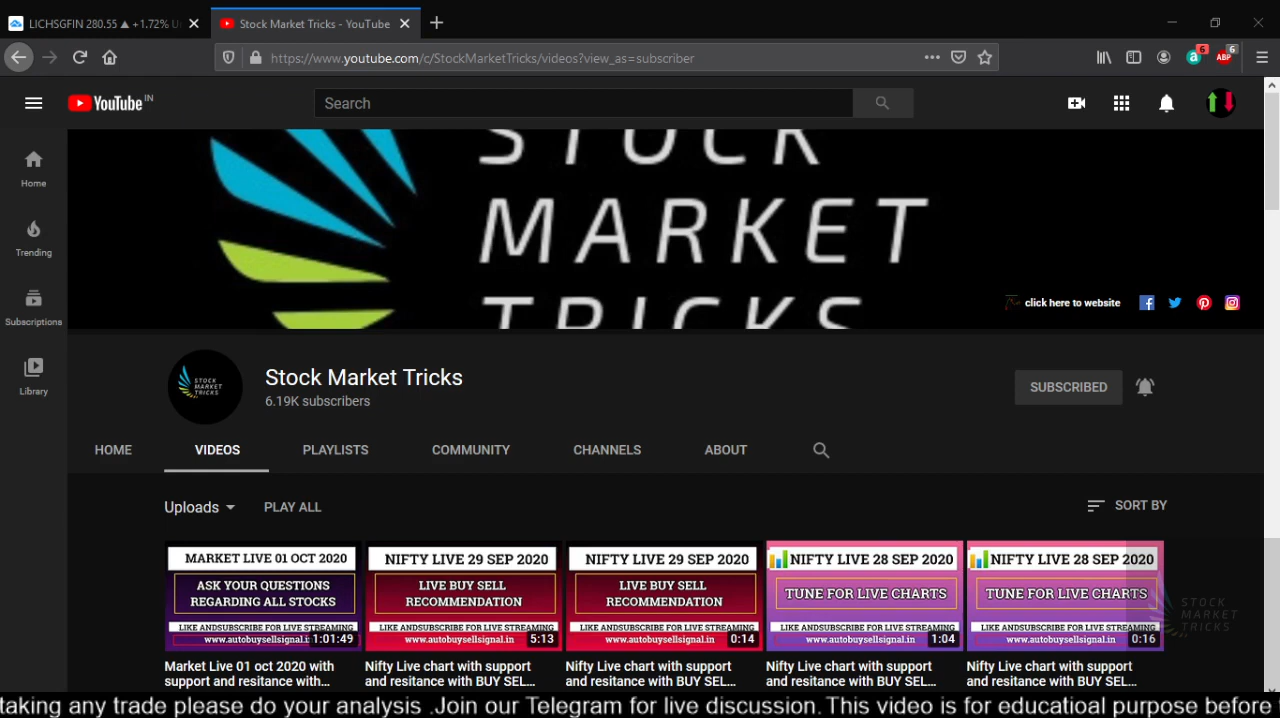 LICHSGFIN 280.55 ▲ +1.72% U
Stock Market Tricks - YouTube
https://www.youtube.com/c/StockMarketTricks/videos?view_as=subscriber
6
ABP
6
YouTube IN
Search
Home
Trending
Subscriptions
Library
STOCK
MARKET
TRICKS
click here to website
STOCK
MARKET
TRICKS
Stock Market Tricks
6.19K subscribers
SUBSCRIBED
HOME
VIDEOS
PLAYLISTS
COMMUNITY
CHANNELS
ABOUT
Uploads
PLAY ALL
SORT BY
MARKET LIVE 01 OCT 2020
ASK YOUR QUESTIONS
REGARDING ALL STOCKS
LIKE ANDSUBSCRIBE FOR LIVE STREAMING
www.autobuysellsignal.in
1:01:49
Market Live 01 oct 2020 with
support and resitance with...
NIFTY LIVE 29 SEP 2020
LIVE BUY SELL
RECOMMENDATION
LIKE ANDSUBSCRIBE FOR LIVE STREAMING
www.autobuysellsignal.in
5:13
Nifty Live chart with support
and resitance with BUY SEL...
NIFTY LIVE 29 SEP 2020
LIVE BUY SELL
RECOMMENDATION
LIKE ANDSUBSCRIBE FOR LIVE STREAMING
www.autobuysellsignal.in
0:14
Nifty Live chart with support
and resitance with BUY SEL...
NIFTY LIVE 28 SEP 2020
TUNE FOR LIVE CHARTS
LIKE ANDSUBSCRIBE FOR LIVE STREAMING
www.autobuysellsignal.in
1:04
Nifty Live chart with support
and resitance with BUY SEL...
NIFTY LIVE 28 SEP 2020
TUNE FOR LIVE CHARTS
LIKE ANDSUBSCRIBE FOR LIVE STREAMING
www.autobuysellsignal.in
0:16
Nifty Live chart with support
and resitance with BUY SEL...
STOCK
MARKET
TRICKS
taking any trade please do your analysis .Join our Telegram for live discussion. This video is for educatioal purpose before